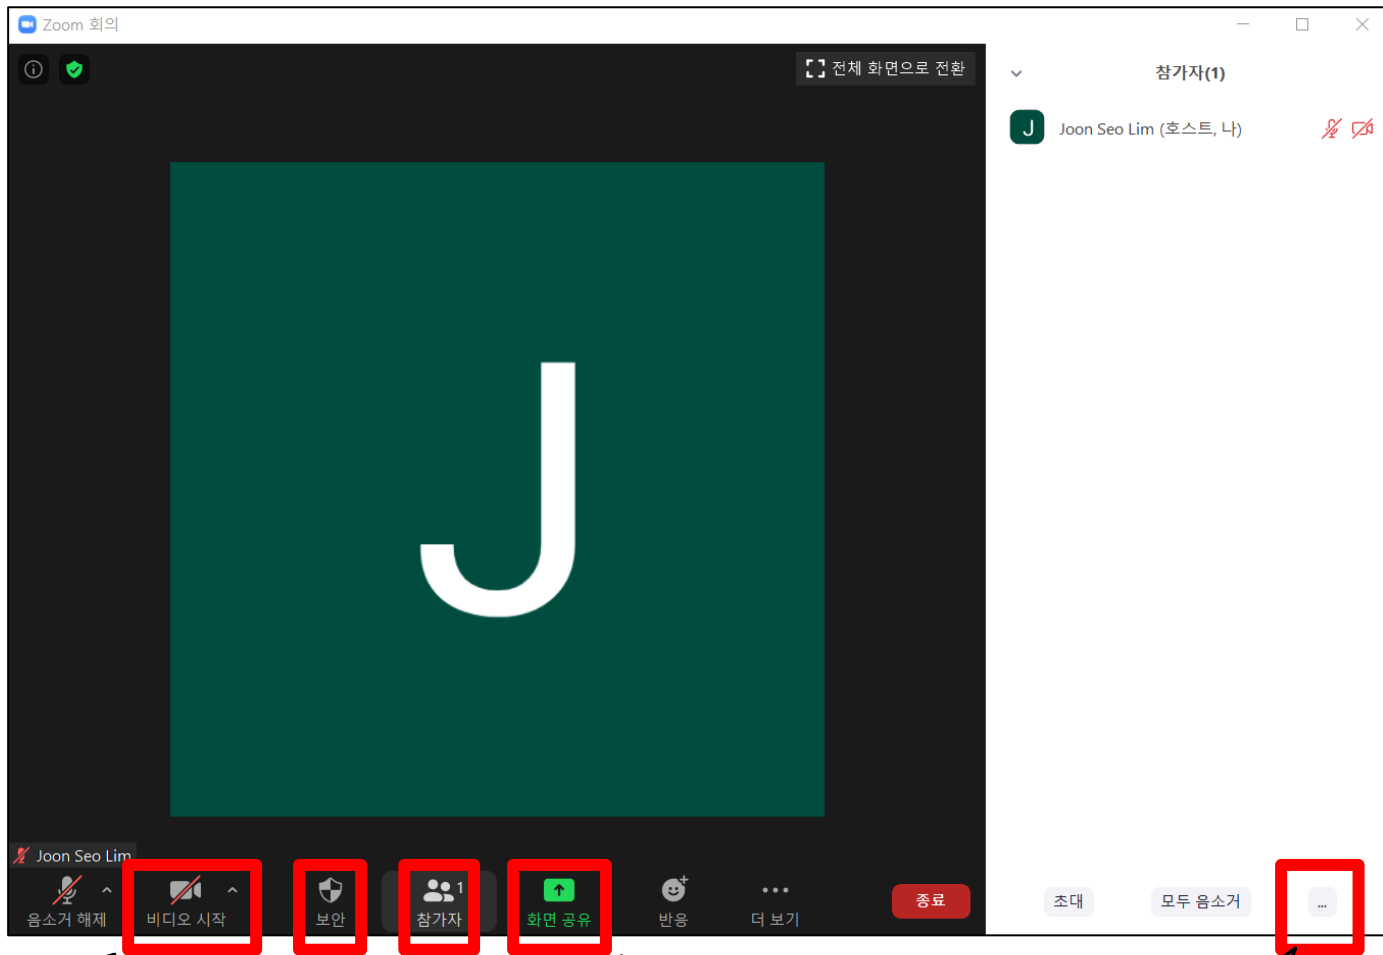 Zoom 회의
전체 화면으로 전환
참가자(1)
J Joon Seo Lim (호스트, 나)
J
Joon Seo Lim
음소거 해제 비디오 시작 보안 참가자 1 화면 공유 반응 더 보기 종료
초대 모두 음소거 ...